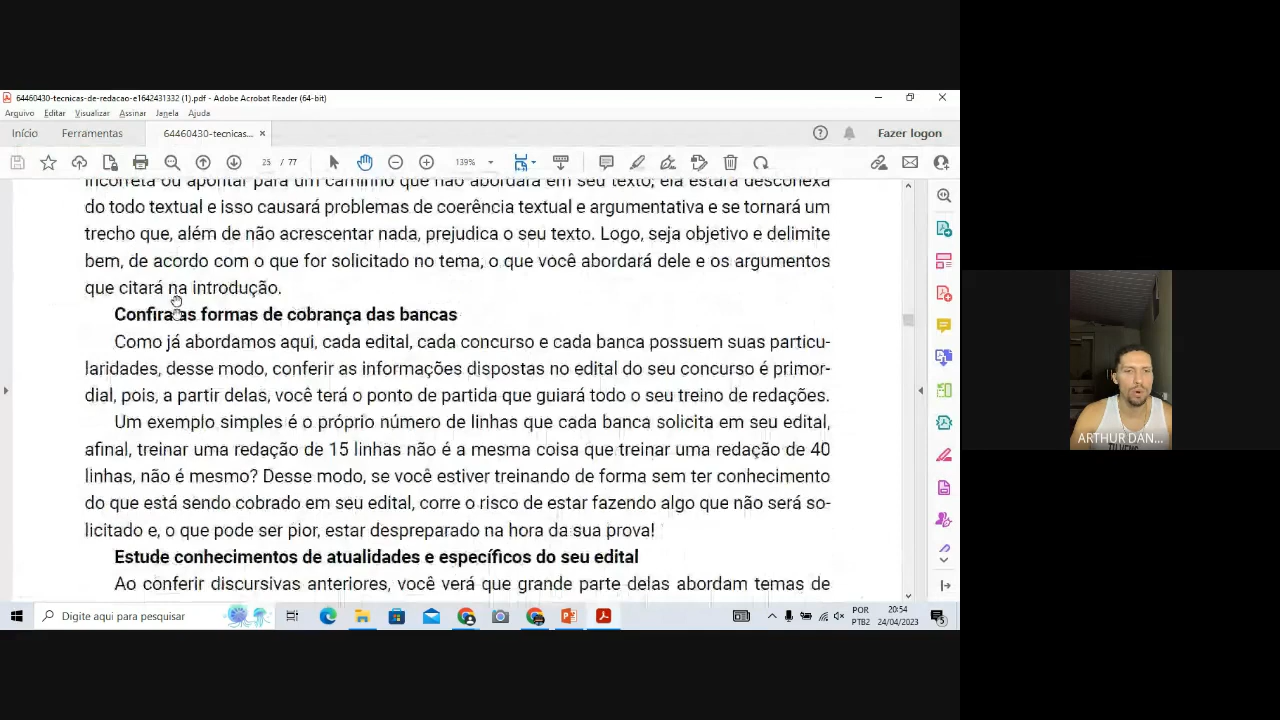 64460430-tecnicas-de-redacao-e1642431332 (1).pdf - Adobe Acrobat Reader (64-bit)
Arquivo Editar Visualizar Assinar Janela Ajuda
Início Ferramentas 64460430-tecnicas... × Fazer logon
25 / 77 139%
incorreta ou apontar para um caminho que não abordará em seu texto, ela estará desconexa
do todo textual e isso causará problemas de coerência textual e argumentativa e se tornará um
trecho que, além de não acrescentar nada, prejudica o seu texto. Logo, seja objetivo e delimite
bem, de acordo com o que for solicitado no tema, o que você abordará dele e os argumentos
que citará na introdução.
Confira as formas de cobrança das bancas
Como já abordamos aqui, cada edital, cada concurso e cada banca possuem suas particu-
laridades, desse modo, conferir as informações dispostas no edital do seu concurso é primor-
dial, pois, a partir delas, você terá o ponto de partida que guiará todo o seu treino de redações.
Um exemplo simples é o próprio número de linhas que cada banca solicita em seu edital,
afinal, treinar uma redação de 15 linhas não é a mesma coisa que treinar uma redação de 40
linhas, não é mesmo? Desse modo, se você estiver treinando de forma sem ter conhecimento
do que está sendo cobrado em seu edital, corre o risco de estar fazendo algo que não será so-
licitado e, o que pode ser pior, estar despreparado na hora da sua prova!
Estude conhecimentos de atualidades e específicos do seu edital
Ao conferir discursivas anteriores, você verá que grande parte delas abordam temas de
ARTHUR DAN...
Digite aqui para pesquisar
POR 20:54
PTB2 24/04/2023 5